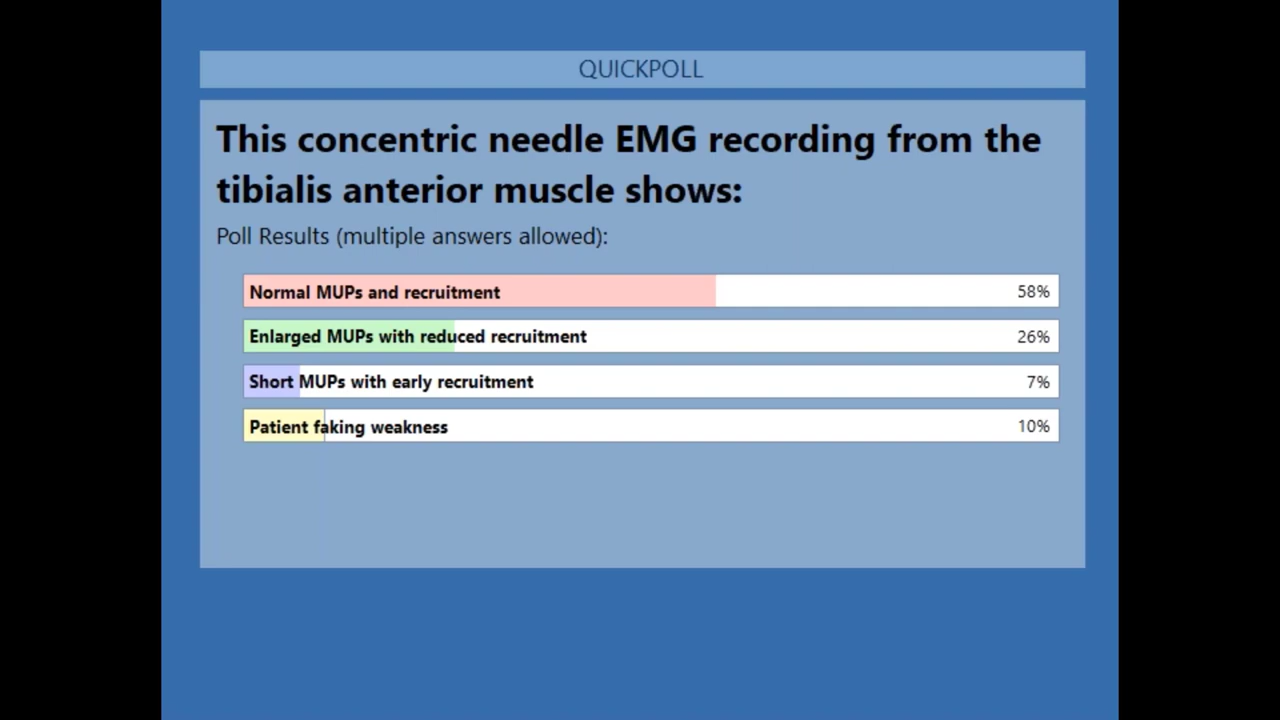 QUICKPOLL
This concentric needle EMG recording from the
tibialis anterior muscle shows:
Poll Results (multiple answers allowed):
Normal MUPs and recruitment 58%
Enlarged MUPs with reduced recruitment 26%
Short MUPs with early recruitment 7%
Patient faking weakness 10%